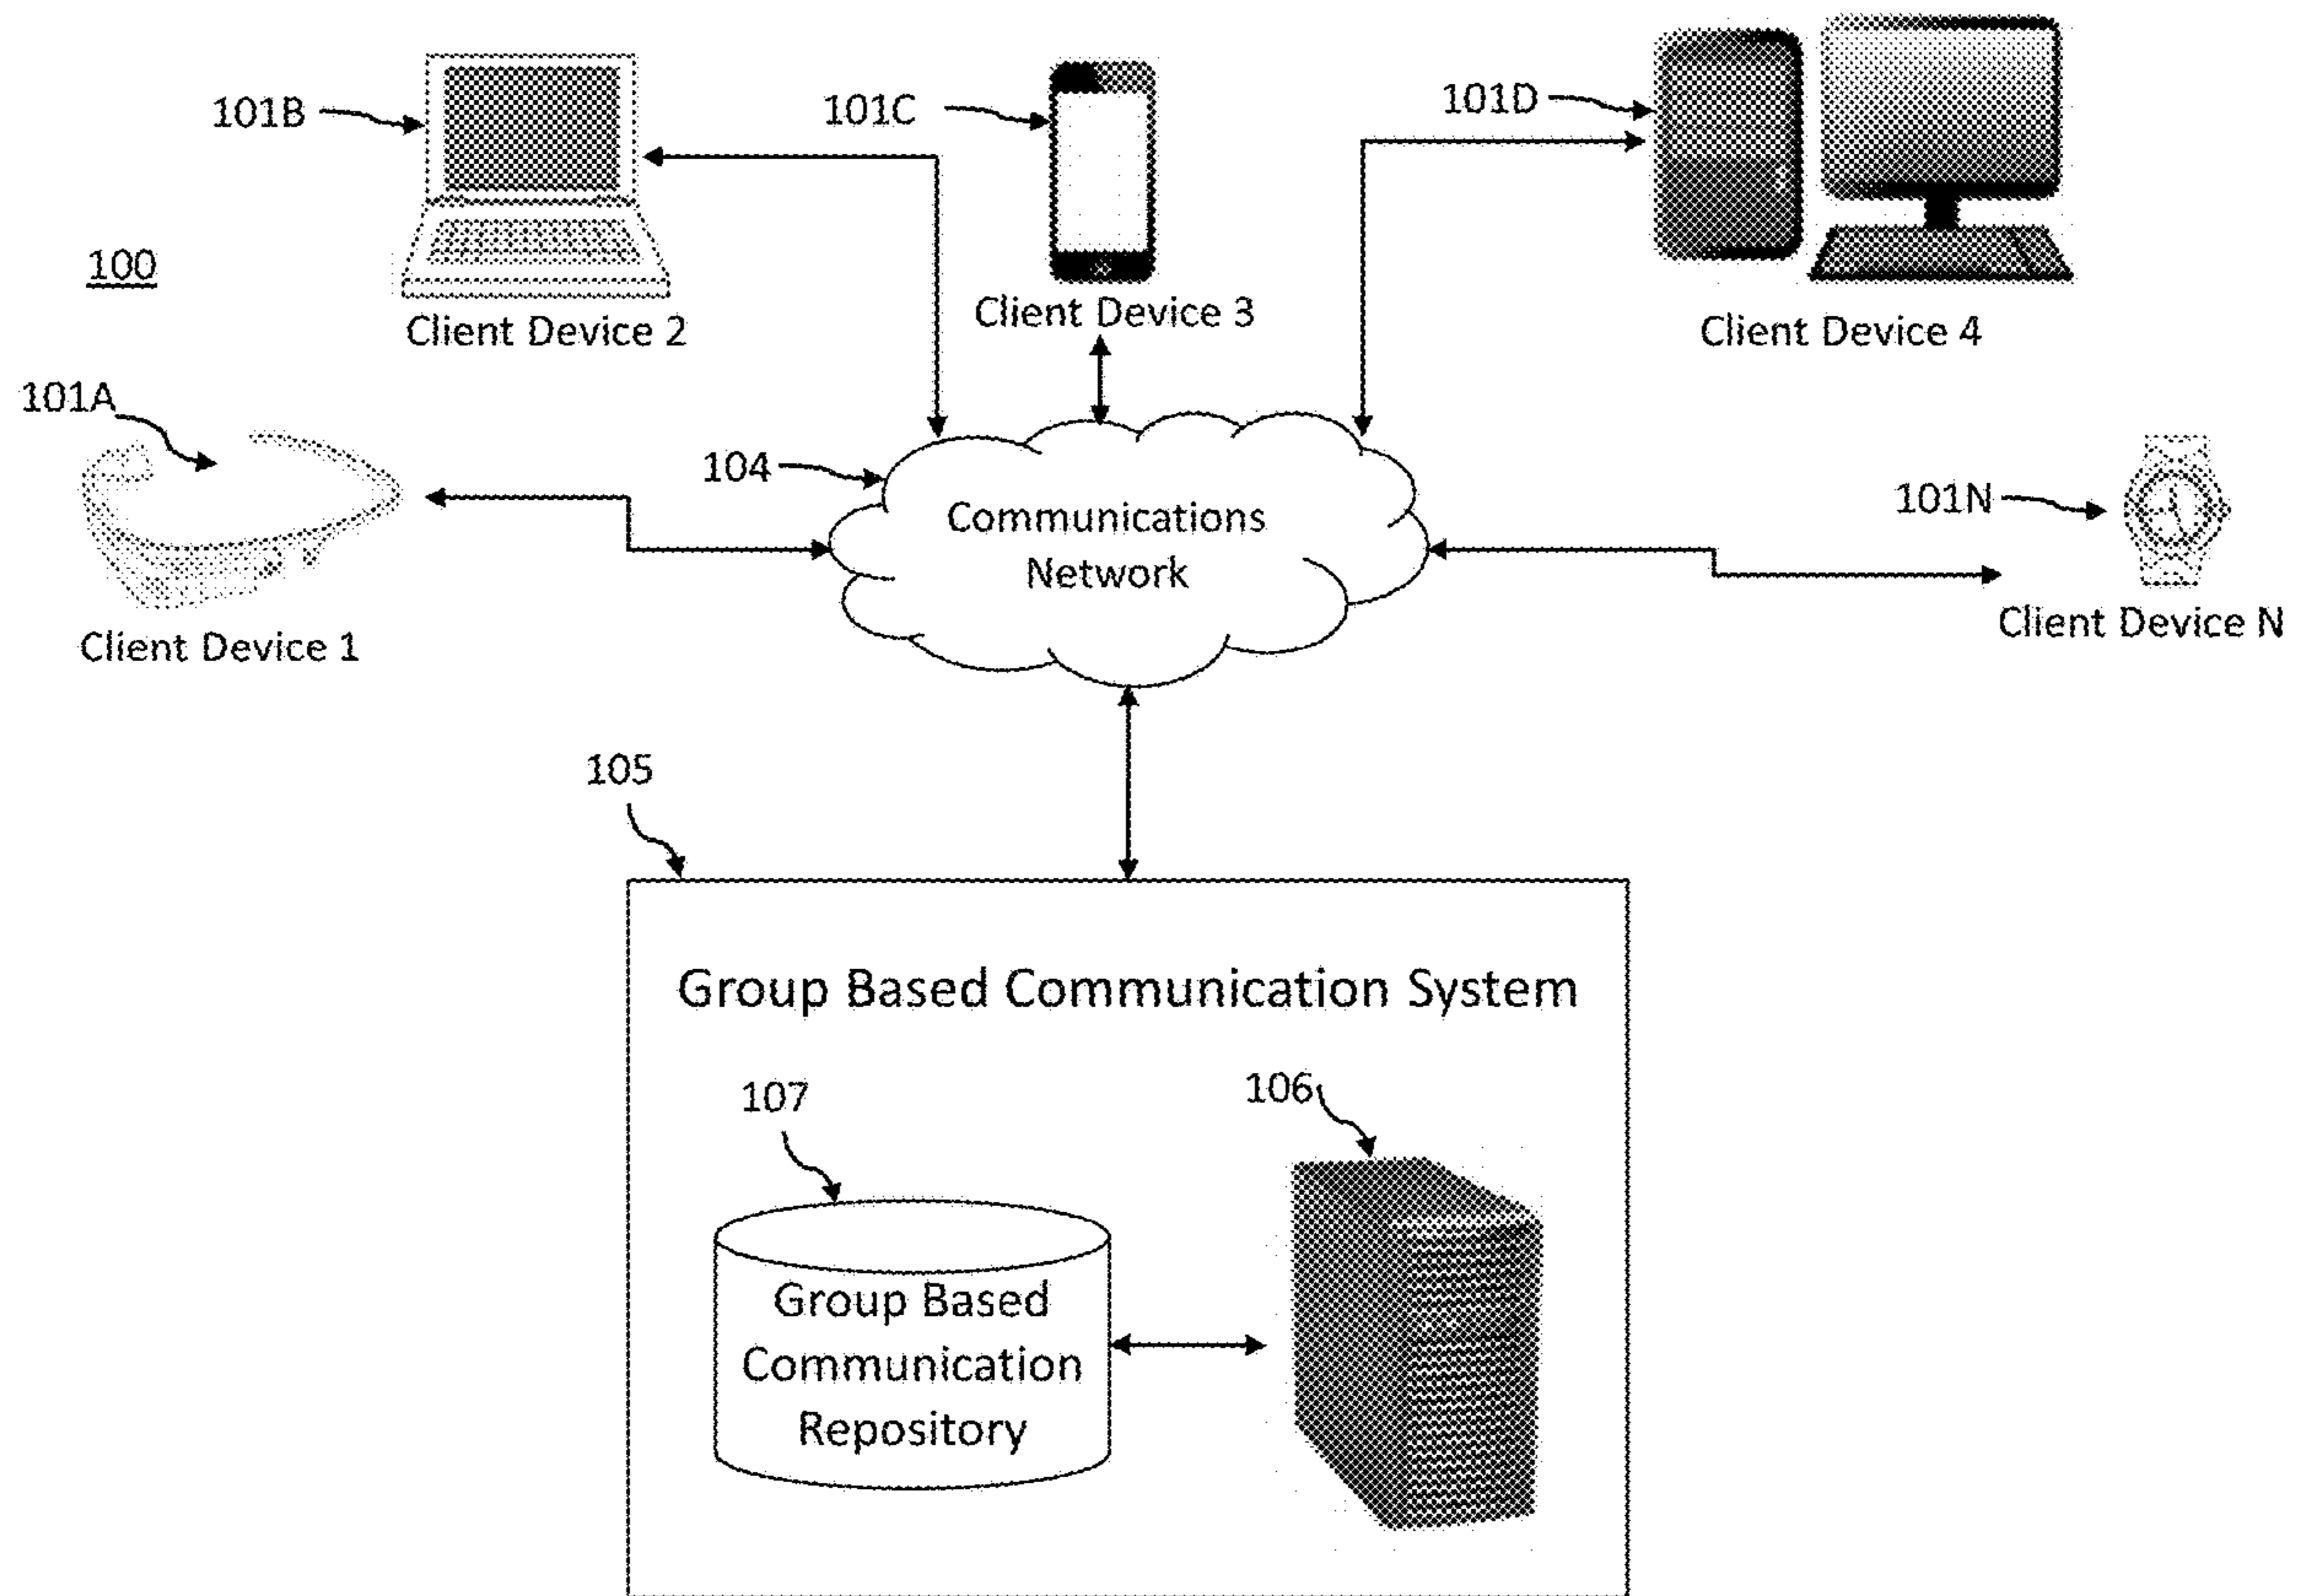 101B
101C
101D
100
Client Device 2
Client Device 3
Client Device 4
101A
104
Communications
Network
101N
Client Device 1
Client Device N
105
Group Based Communication System
107
106
Group Based
Communication
Repository